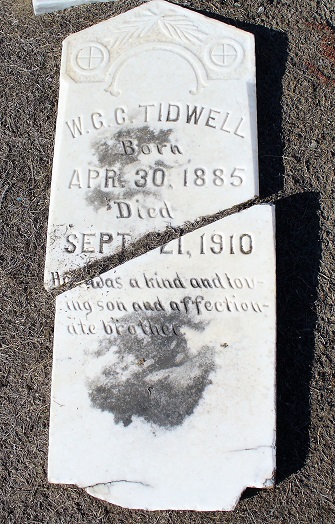 W. G. C. TIDWELL
Born
APR. 30, 1885
Died
SEPT. 21, 1910
He was a kind and lov-
ing son and affection-
ate brother.